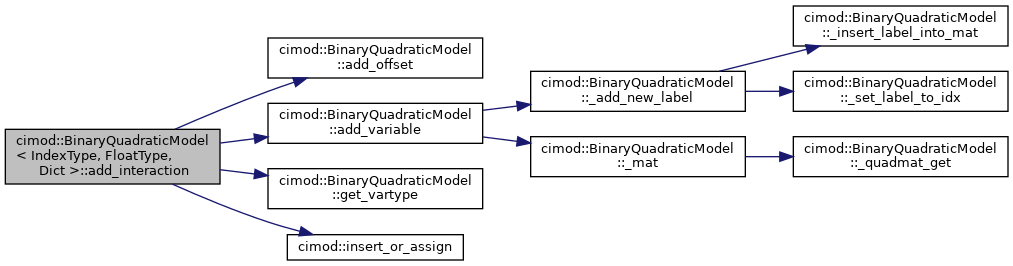 cimod::BinaryQuadraticModel
< IndexType, FloatType,
Dict >::add_interaction
cimod::BinaryQuadraticModel
::add_offset
cimod::BinaryQuadraticModel
::add_variable
cimod::BinaryQuadraticModel
::get_vartype
cimod::insert_or_assign
cimod::BinaryQuadraticModel
::_add_new_label
cimod::BinaryQuadraticModel
::_mat
cimod::BinaryQuadraticModel
::_insert_label_into_mat
cimod::BinaryQuadraticModel
::_set_label_to_idx
cimod::BinaryQuadraticModel
::_quadmat_get